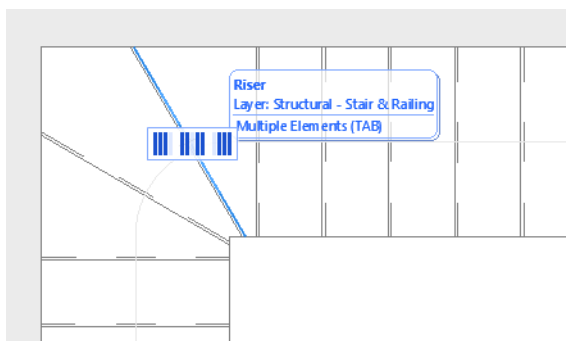 Riser
Layer: Structural - Stair & Railing
Multiple Elements (TAB)